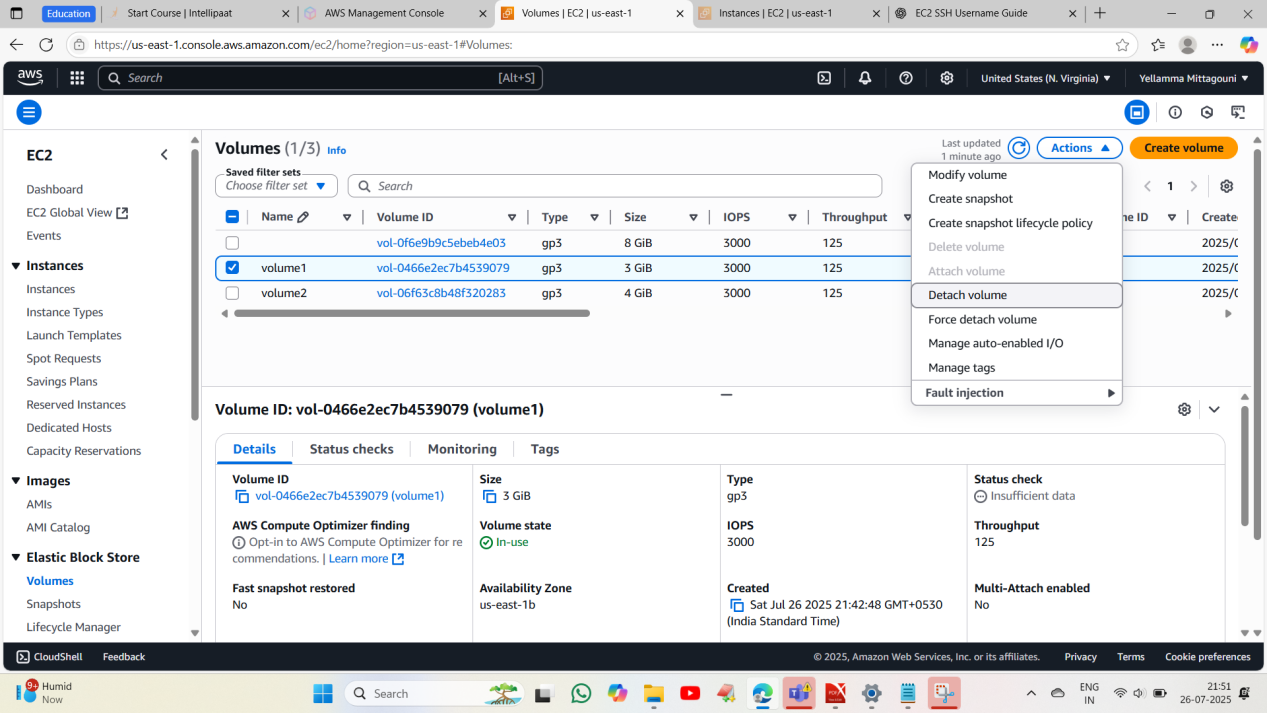 Education
Start Course | Intellipaat
AWS Management Console
Volumes | EC2 | us-east-1
Instances | EC2 | us-east-1
EC2 SSH Username Guide
https://us-east-1.console.aws.amazon.com/ec2/home?region=us-east-1#Volumes:
aws
Search [Alt+S]
United States (N. Virginia)
Yellamma Mittagouni
EC2
Dashboard
EC2 Global View
Events
Instances
Instances
Instance Types
Launch Templates
Spot Requests
Savings Plans
Reserved Instances
Dedicated Hosts
Capacity Reservations
Images
AMIs
AMI Catalog
Elastic Block Store
Volumes
Snapshots
Lifecycle Manager
Volumes (1/3) Info
Last updated
1 minute ago
Actions
Create volume
Saved filter sets
Choose filter set
Search
1
Name Volume ID Type Size IOPS Throughput
vol-0f6e9b9c5ebeb4e03 gp3 8 GiB 3000 125 2025/0
volume1 vol-0466e2ec7b4539079 gp3 3 GiB 3000 125 2025/0
volume2 vol-06f63c8b48f320283 gp3 4 GiB 3000 125 2025/0
Modify volume
Create snapshot
Create snapshot lifecycle policy
Delete volume
Attach volume
Detach volume
Force detach volume
Manage auto-enabled I/O
Manage tags
Fault injection
Volume ID: vol-0466e2ec7b4539079 (volume1)
Details Status checks Monitoring Tags
Volume ID
vol-0466e2ec7b4539079 (volume1)
Size
3 GiB
Type
gp3
Status check
Insufficient data
AWS Compute Optimizer finding
Opt-in to AWS Compute Optimizer for re
commendations. | Learn more
Volume state
In-use
IOPS
3000
Throughput
125
Fast snapshot restored
No
Availability Zone
us-east-1b
Created
Sat Jul 26 2025 21:42:48 GMT+0530
(India Standard Time)
Multi-Attach enabled
No
CloudShell Feedback
© 2025, Amazon Web Services, Inc. or its affiliates. Privacy Terms Cookie preferences
9+
Humid
Now
Search
ENG
IN
21:51
26-07-2025